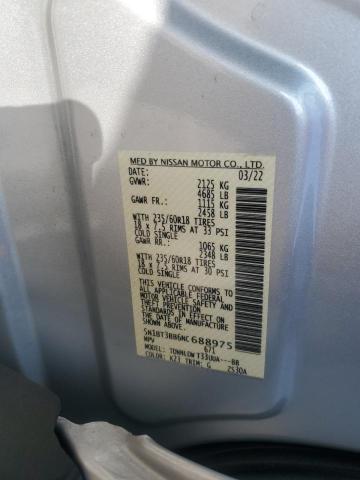 MFD BY NISSAN MOTOR CO., LTD.
DATE: 03/22
GVWR: 2125 KG
4685 LB
GAWR FR.: 1115 KG
2458 LB
WITH 235/60R18 TIRES
18 x 7.5 RIMS AT 33 PSI
COLD SINGLE
GAWR RR.: 1065 KG
2348 LB
WITH 235/60R18 TIRES
18 x 7.5 RIMS AT 30 PSI
COLD SINGLE
THIS VEHICLE CONFORMS TO ALL
APPLICABLE U.S. FEDERAL
MOTOR VEHICLE SAFETY AND
THEFT PREVENTION STANDARDS
IN EFFECT ON THE DATE OF
MANUFACTURE SHOWN ABOVE.
5N1BT3BB6NC688975
MPV 671
COLOR: K23 TRIM: G 2S30A